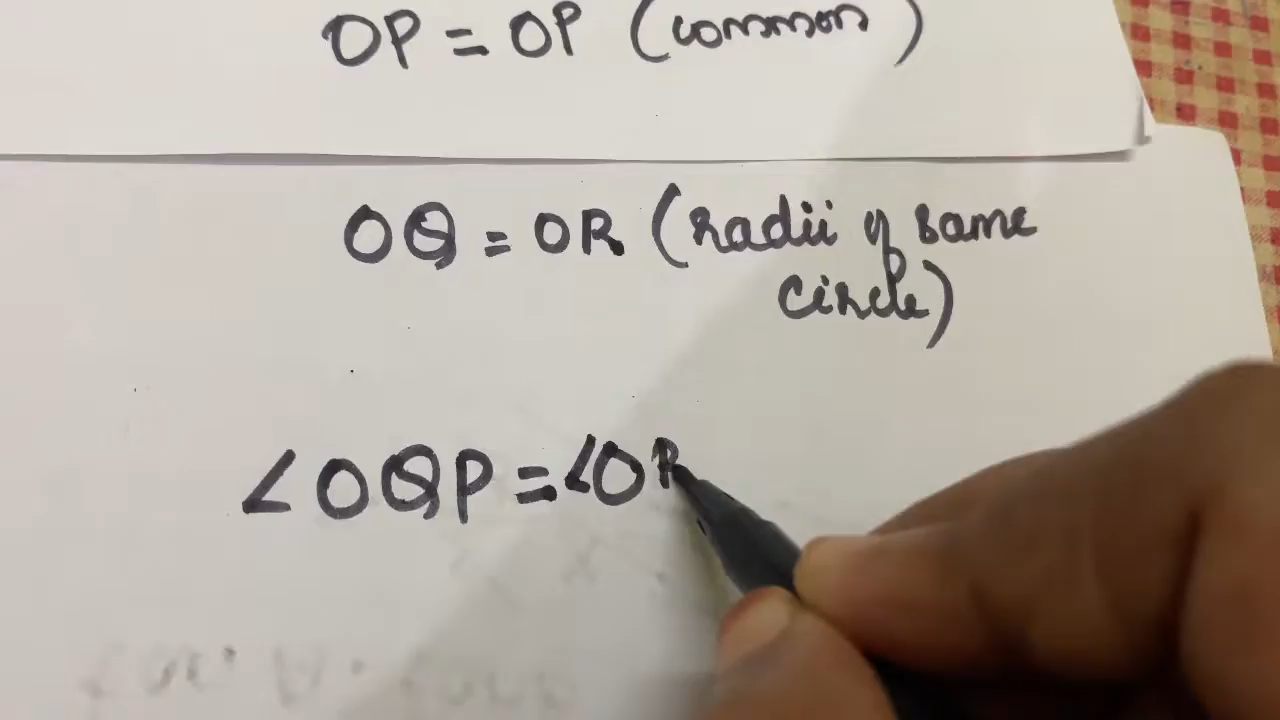 OP = OP (common)
OQ = OR (radii of same
circle)
∠OQP = ∠OR